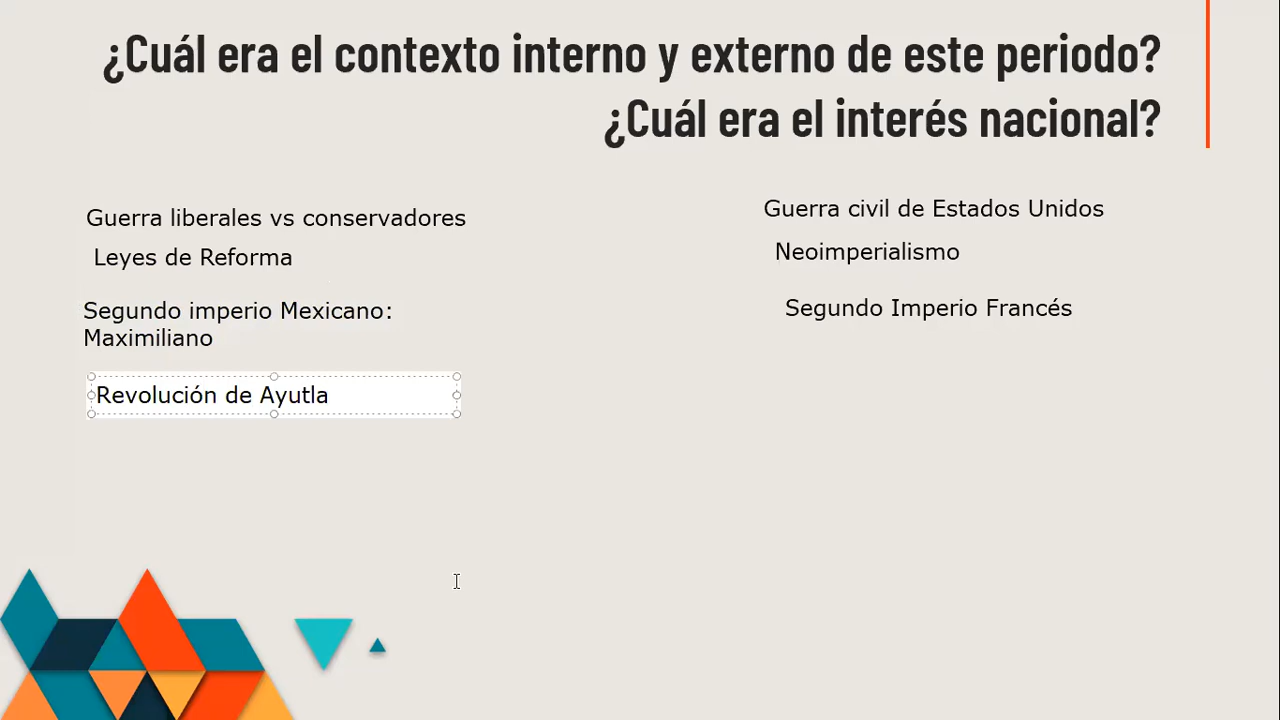 ¿Cuál era el contexto interno y externo de este periodo?
¿Cuál era el interés nacional?
Guerra liberales vs conservadores
Leyes de Reforma
Segundo imperio Mexicano:
Maximiliano
Revolución de Ayutla
Guerra civil de Estados Unidos
Neoimperialismo
Segundo Imperio Francés